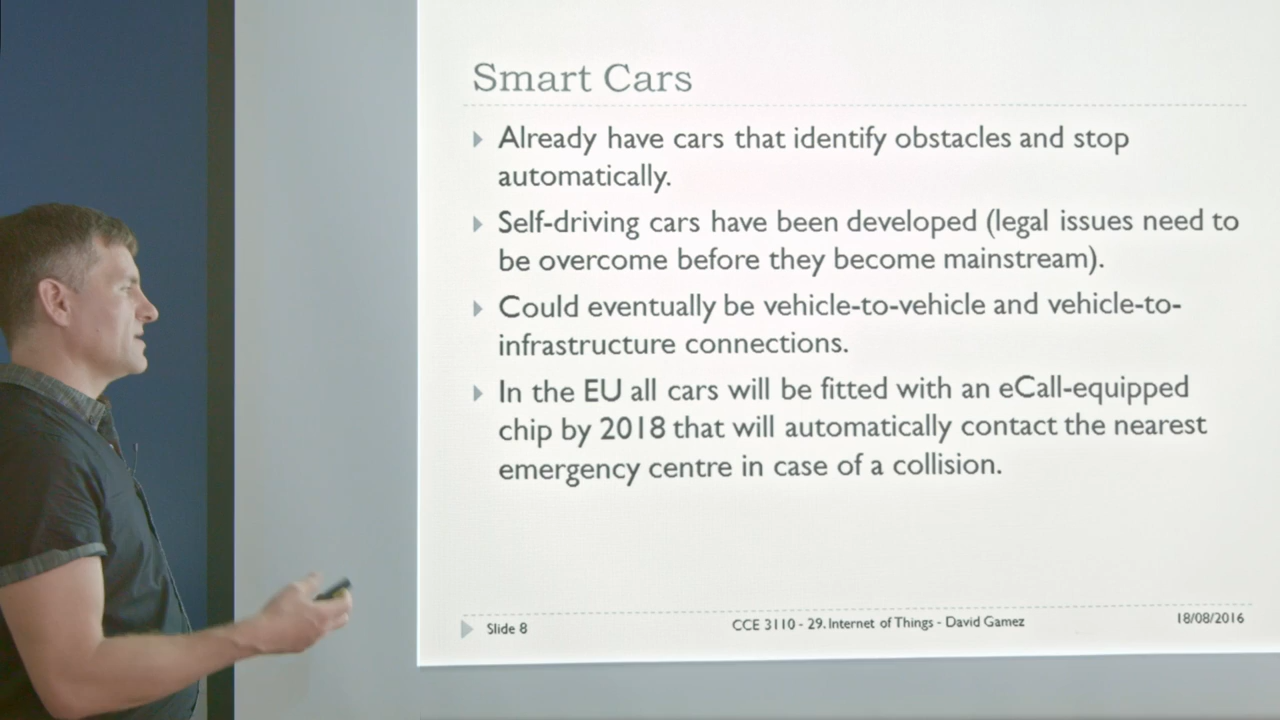 Smart Cars
Already have cars that identify obstacles and stop
automatically.
Self-driving cars have been developed (legal issues need to
be overcome before they become mainstream).
Could eventually be vehicle-to-vehicle and vehicle-to-
infrastructure connections.
In the EU all cars will be fitted with an eCall-equipped
chip by 2018 that will automatically contact the nearest
emergency centre in case of a collision.
Slide 8
CCE 3110 - 29. Internet of Things - David Gamez
18/08/2016